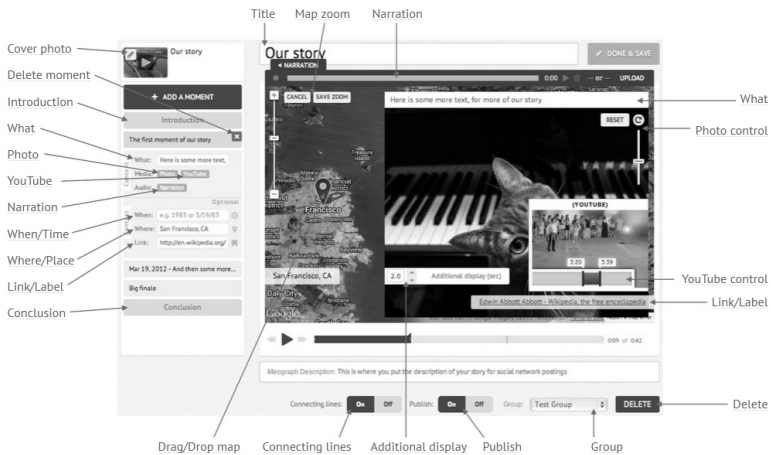 Title
Map zoom
Narration
Cover photo
Our story
Our story
DONE & SAVE
Delete moment
NARRATION
0:00
-- or --
UPLOAD
+ ADD A MOMENT
CANCEL
SAVE ZOOM
Here is some more text, for more of our story
What
Introduction
Introduction
RESET
Photo control
What
The first moment of our story
Treasure
Island
Photo
What: Here is some more text,
YouTube
Media: Photo YouTube
Narration
Audio: Narration
Optional
(YOUTUBE)
When/Time
When: e.g. 1983 or 3/19/83
Francisco
Where/Place
Where: San Francisco, CA
Link: http://en.wikipedia.org/
3:20
3:39
Link/Label
Mar 19, 2012 - And then some more...
San Francisco, CA
2.0
Additional display (sec)
YouTube control
Big finale
Daly City
Brisbane
Edwin Abbott Abbott - Wikipedia, the free encyclopedia
Link/Label
Conclusion
Conclusion
Google
0:09 of 0:42
Meograph Description: This is where you put the description of your story for social network postings
Connecting lines: On Off
Publish: On Off
Group: Test Group
DELETE
Delete
Drag/Drop map
Connecting lines
Additional display
Publish
Group